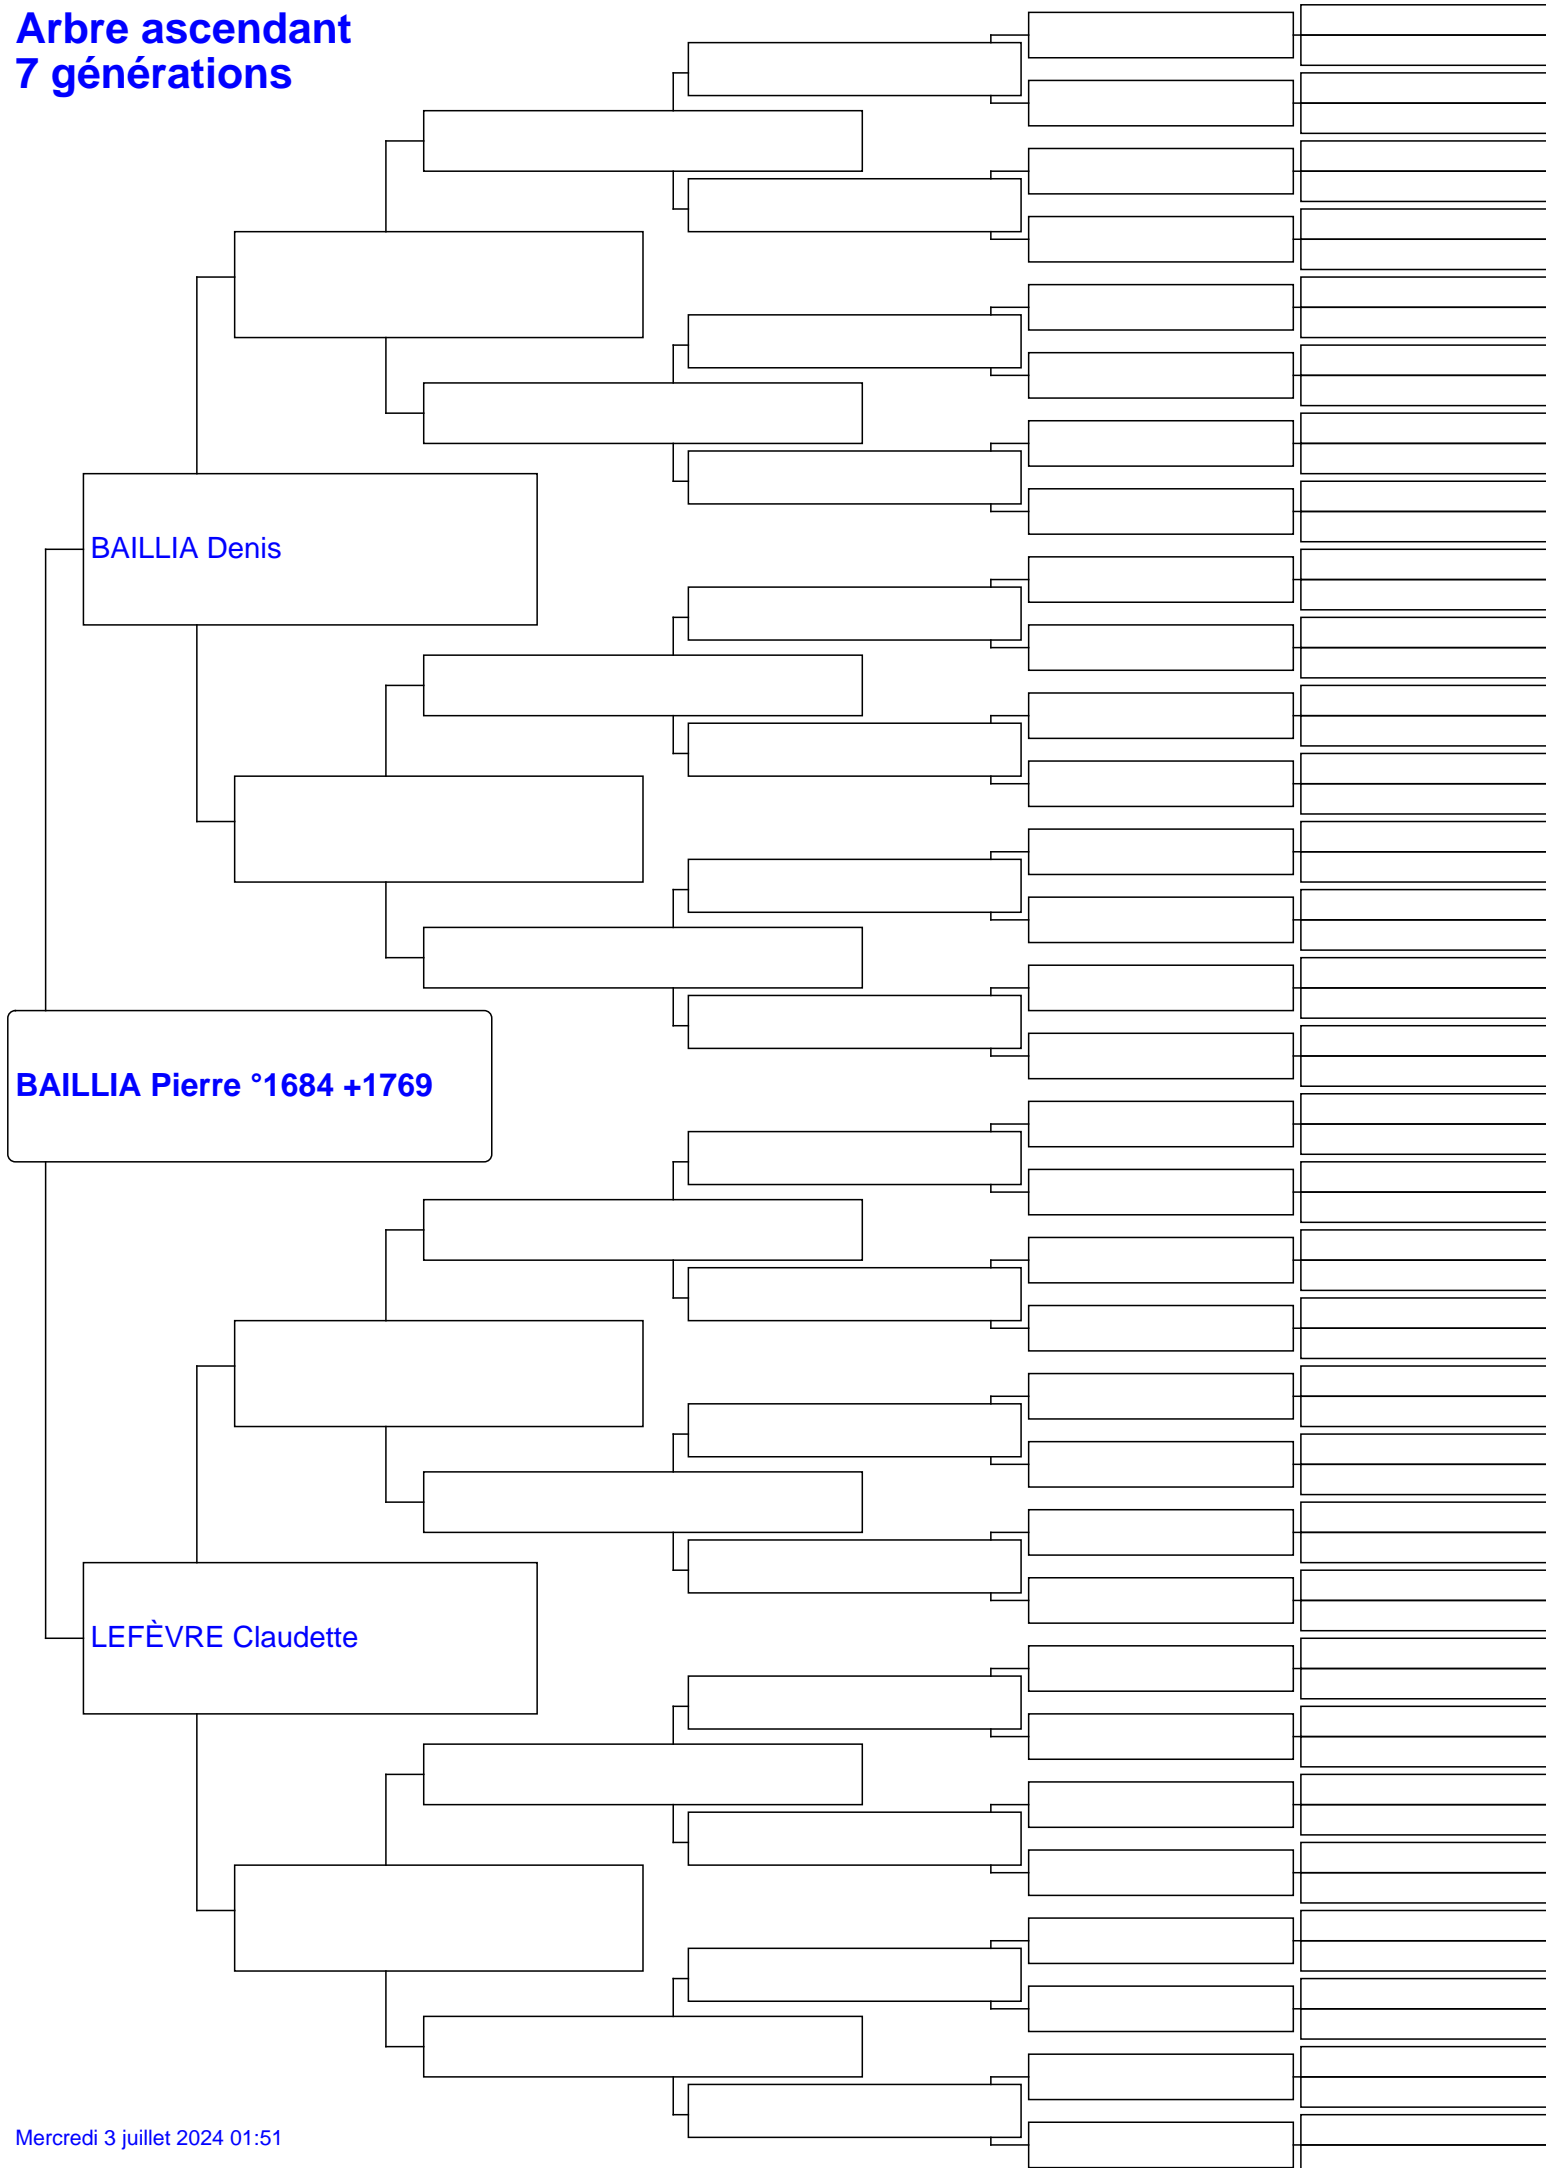 Arbre ascendant
7 générations
BAILLIA Denis
BAILLIA Pierre °1684 +1769
LEFÈVRE Claudette
Mercredi 3 juillet 2024 01:51